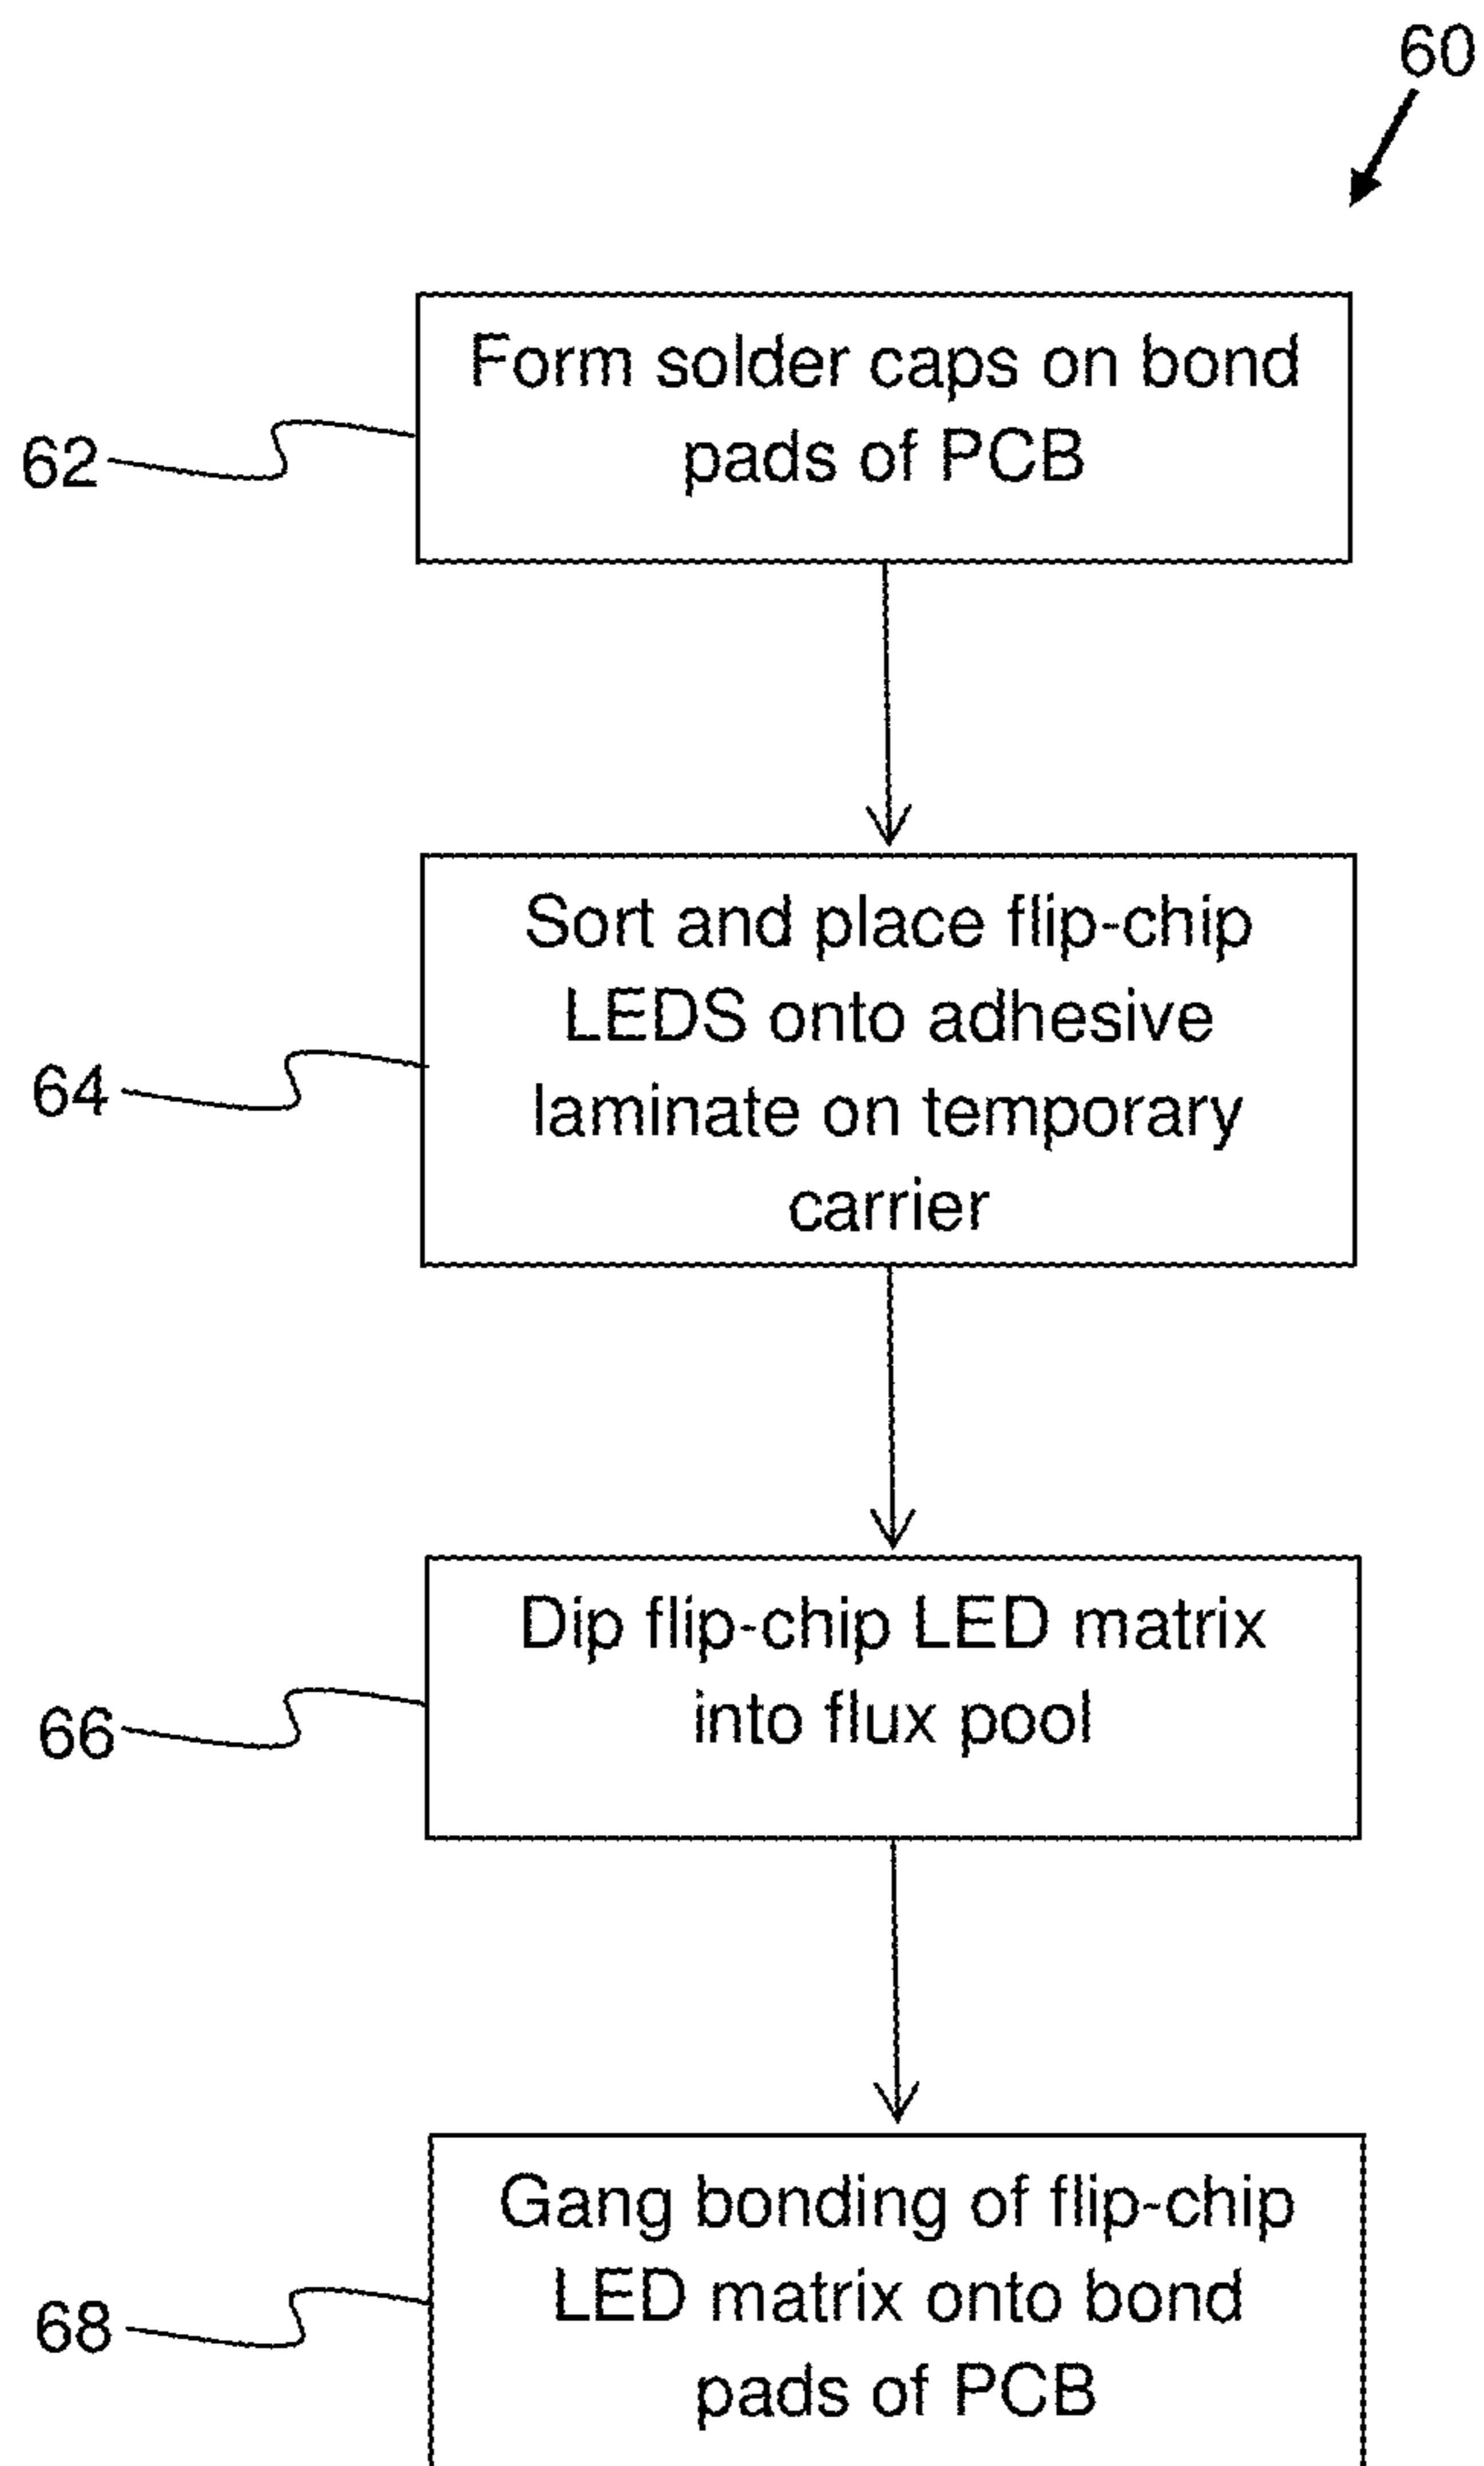 60
Form solder caps on bond
pads of PCB
62
Sort and place flip-chip
LEDS onto adhesive
laminate on temporary
carrier
64
Dip flip-chip LED matrix
into flux pool
66
Gang bonding of flip-chip
LED matrix onto bond
pads of PCB
68